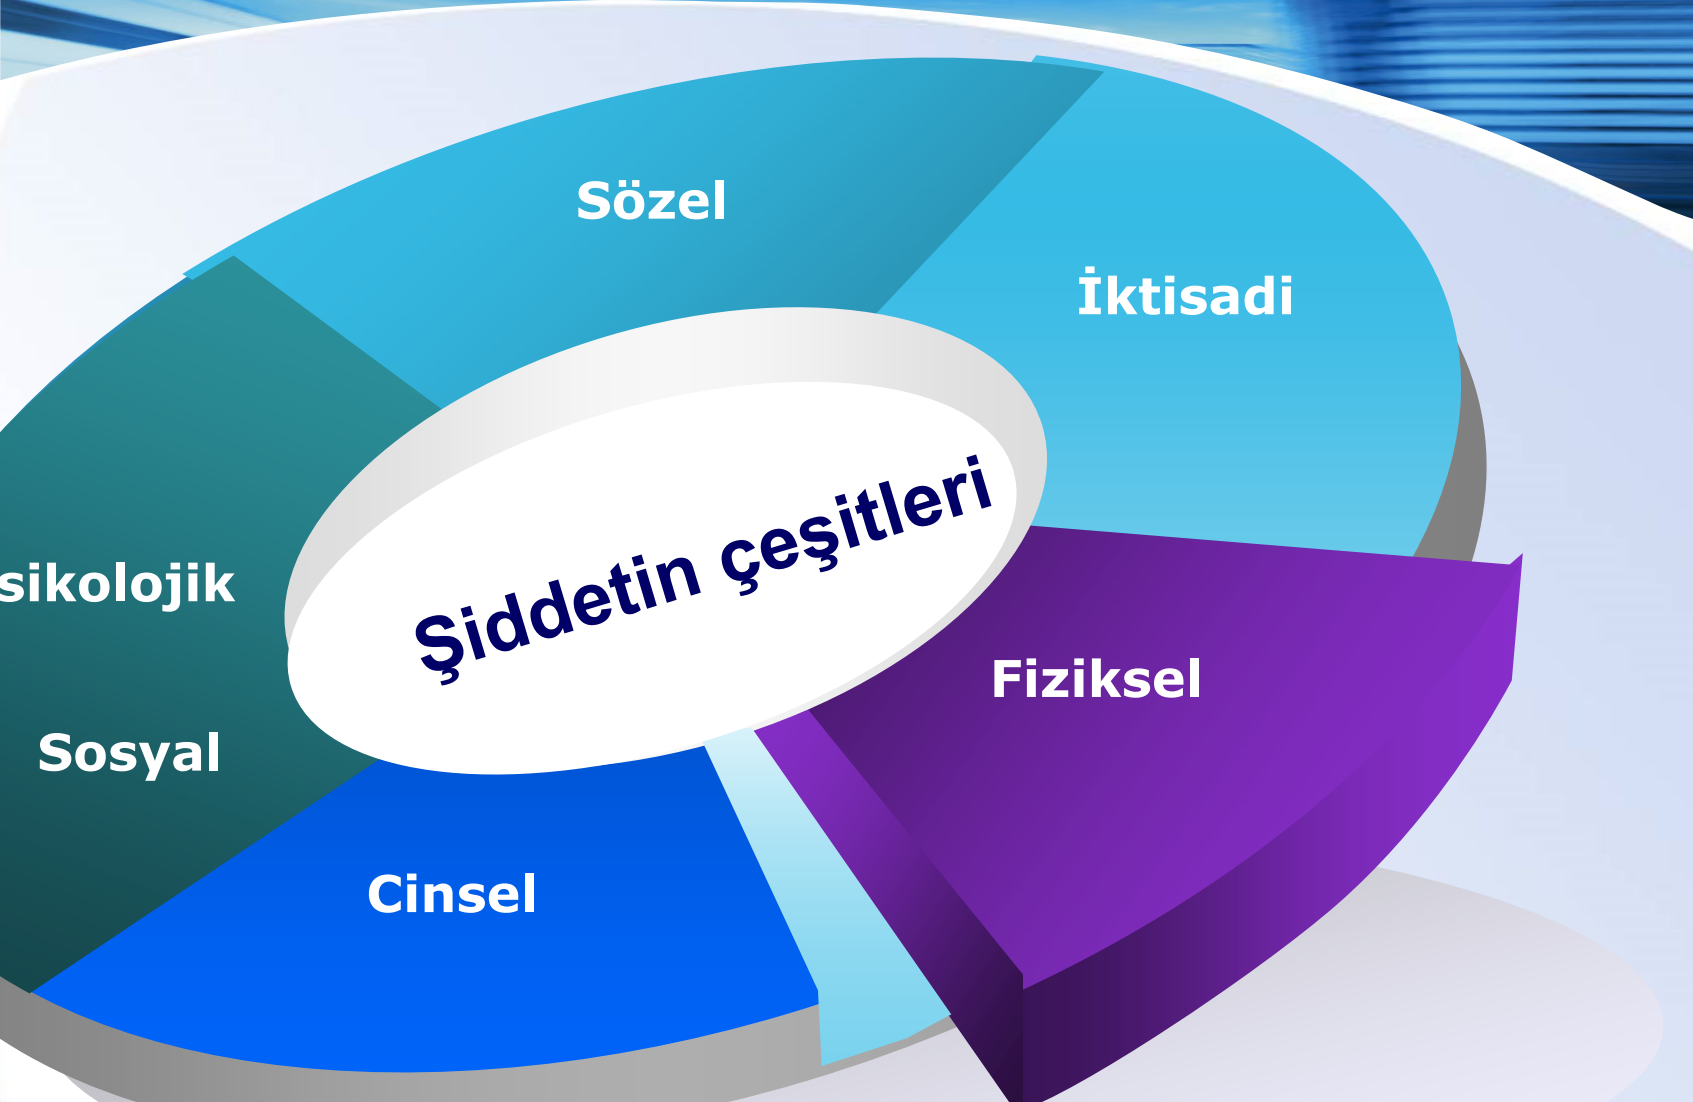 Sözel
İktisadi
Şiddetin çeşitleri
sikolojik
Fiziksel
Sosyal
Cinsel